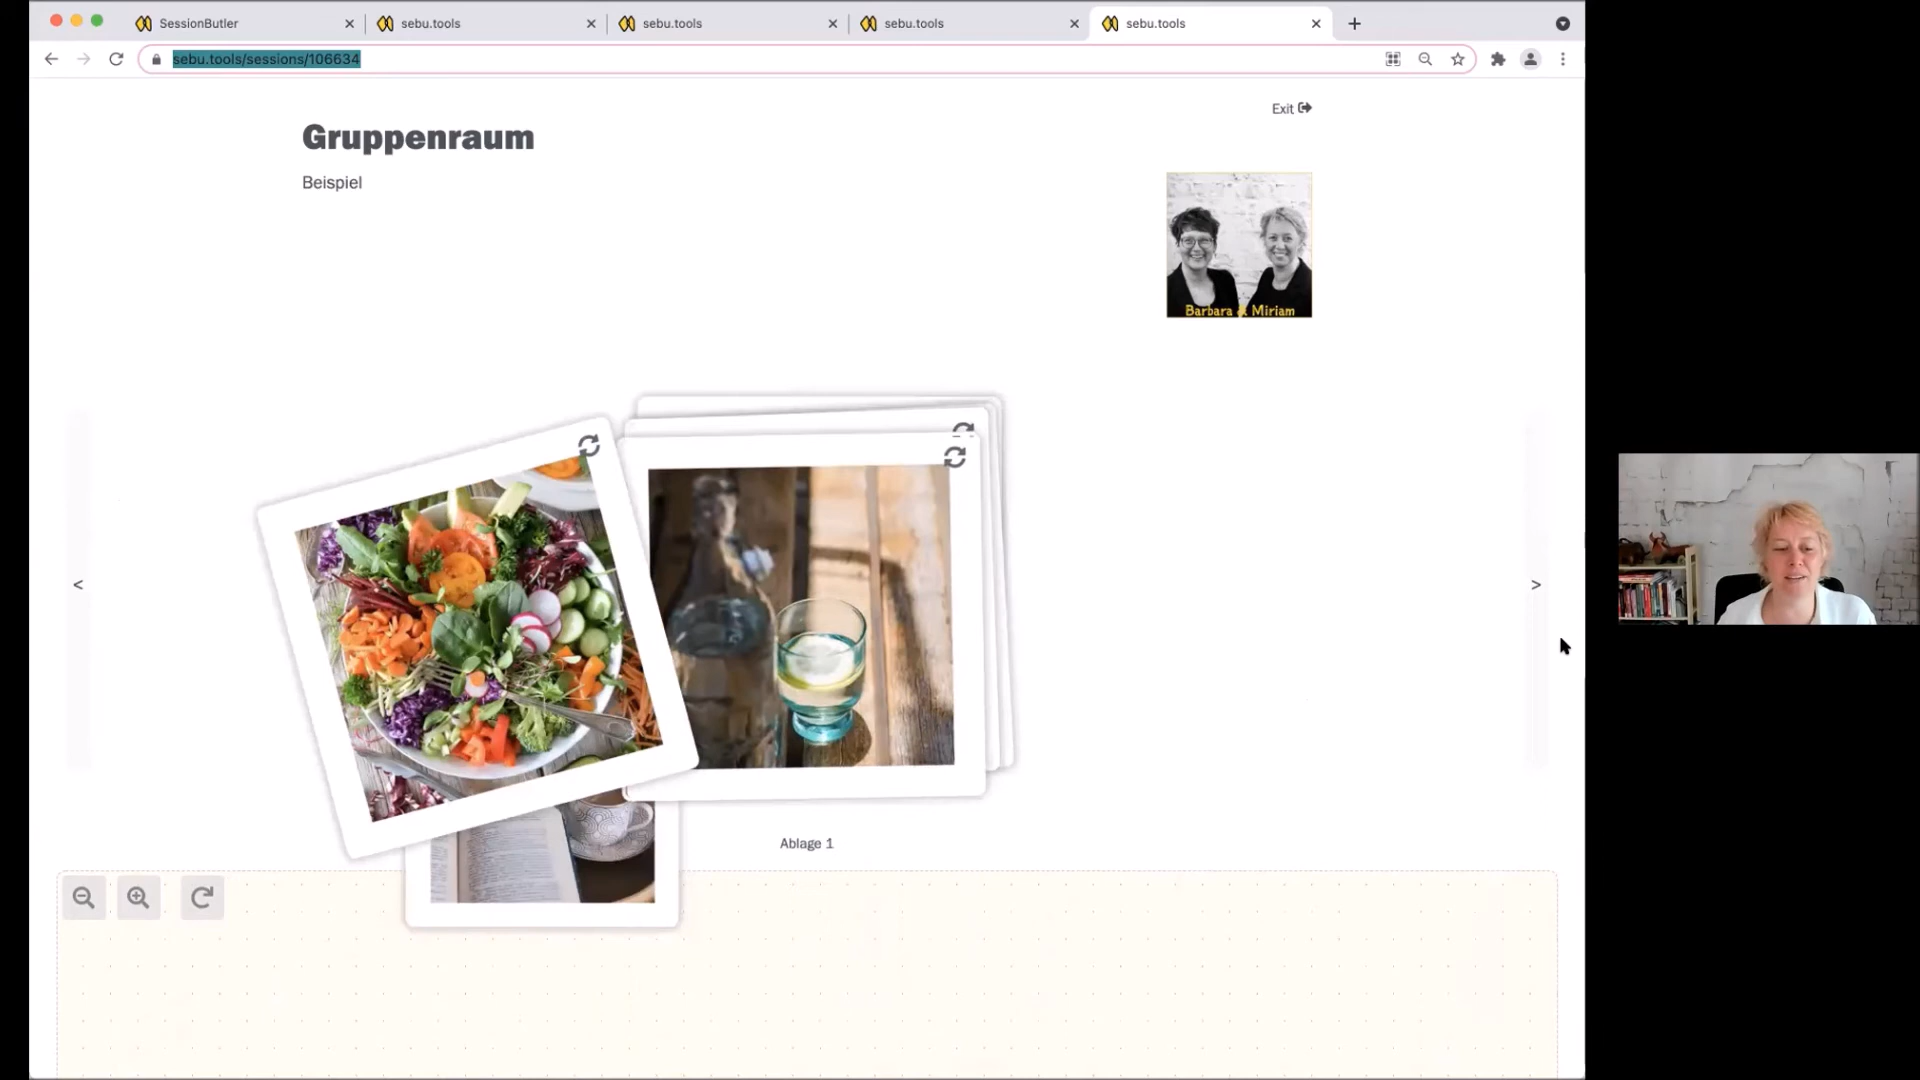 SessionButler
sebu.tools
sebu.tools
sebu.tools
sebu.tools
sebu.tools/sessions/106634
Exit
Gruppenraum
Beispiel
Barbara & Miriam
<
>
Ablage 1